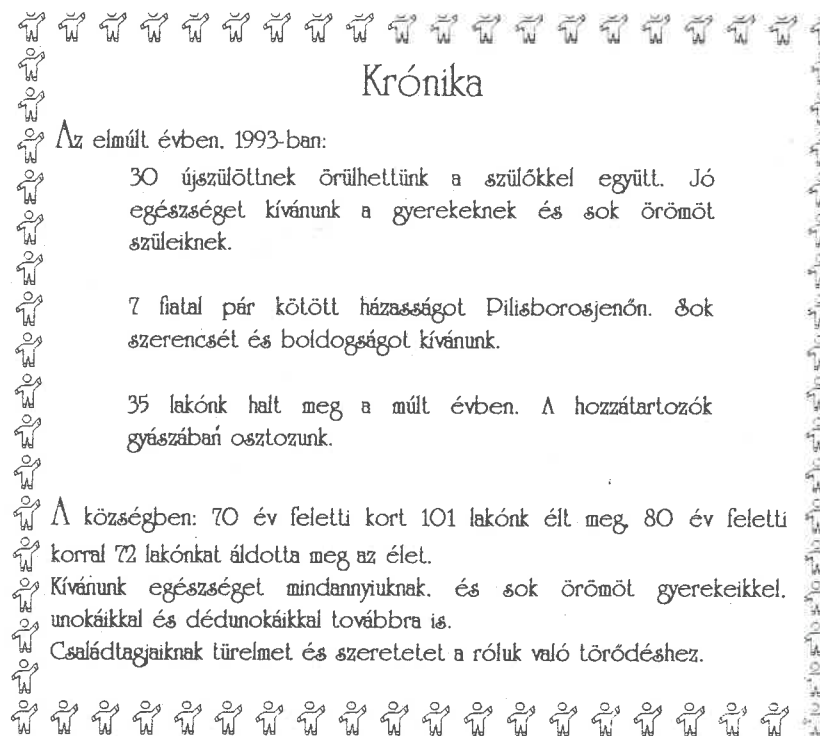 Krónika
Az elmúlt évben, 1993-ban:
30 újszülöttnek örülhettünk a szülőkkel együtt. Jó
egészséget kívánunk a gyerekeknek és sok örömöt
szüleiknek.
7 fiatal pár kötött házasságot Pilisborosjenőn. Sok
szerencsét és boldogságot kívánunk.
35 lakónk halt meg a múlt évben. A hozzátartozók
gyászában osztozunk.
A községben: 70 év feletti kort 101 lakónk élt meg, 80 év feletti
korral 72 lakónkat áldotta meg az élet.
Kívánunk egészséget mindannyiuknak, és sok örömöt gyerekeikkel,
unokáikkal és dédunokáikkal továbbra is.
Családtagjaiknak türelmet és szeretetet a róluk való törődéshez.